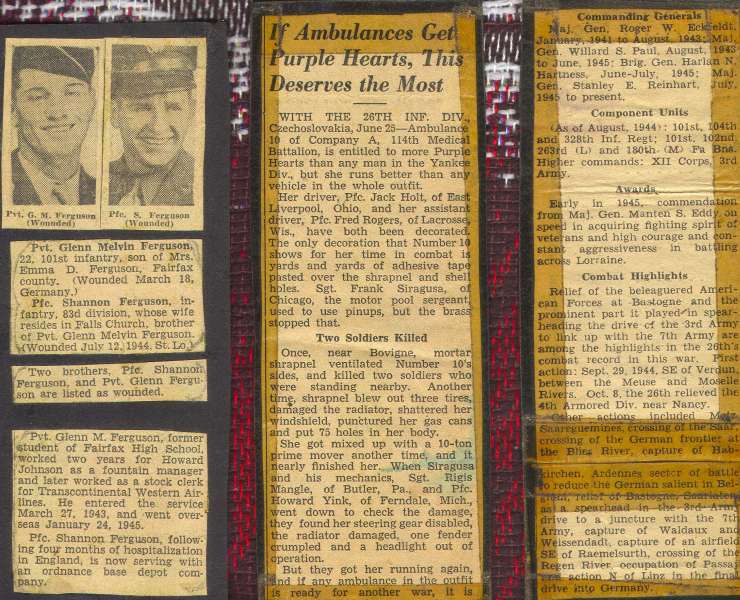 Pvt. G. M. Ferguson
(Wounded)
Pfc. S. Ferguson
(Wounded)
Pvt. Glenn Melvin Ferguson,
22, 101st infantry, son of Mrs.
Emma D. Ferguson, Fairfax
county. (Wounded March 18,
Germany.)
Pfc. Shannon Ferguson, in-
fantry, 83d division, whose wife
resides in Falls Church, brother
of Pvt. Glenn Melvin Ferguson.
(Wounded July 12, 1944. St. Lo.)
Two brothers, Pfc. Shannon
Ferguson, and Pvt. Glenn Fergu-
son are listed as wounded.
Pvt. Glenn M. Ferguson, former
student of Fairfax High School,
worked two years for Howard
Johnson as a fountain manager
and later worked as a stock clerk
for Transcontinental Western Air-
lines. He entered the service
March 27, 1943, and went over-
seas January 24, 1945.
Pfc. Shannon Ferguson, follow-
ing four months of hospitalization
in England, is now serving with
an ordnance base depot com-
pany.
If Ambulances Get
Purple Hearts, This
Deserves the Most
WITH THE 26TH INF. DIV.,
Czechoslovakia, June 25—Ambulance
10 of Company A, 114th Medical
Battalion, is entitled to more Purple
Hearts than any man in the Yankee
Div., but she runs better than any
vehicle in the whole outfit.
Her driver, Pfc. Jack Holt, of East
Liverpool, Ohio, and her assistant
driver, Pfc. Fred Rogers, of Lacrosse,
Wis., have both been decorated.
The only decoration that Number 10
shows for her time in combat is
yards and yards of adhesive tape
pasted over the shrapnel and shell
holes. Sgt. Frank Siragusa, of
Chicago, the motor pool sergeant,
used to use pinups, but the brass
stopped that.
Two Soldiers Killed
Once, near Bovigne, mortar
shrapnel ventilated Number 10's
sides, and killed two soldiers who
were standing nearby. Another
time, shrapnel blew out three tires,
damaged the radiator, shattered her
windshield, punctured her gas cans
and put 75 holes in her body.
She got mixed up with a 10-ton
prime mover another time, and it
nearly finished her. When Siragusa
and his mechanics, Sgt. Rigis
Mangle, of Butler, Pa., and Pfc.
Howard Yink, of Ferndale, Mich.,
went down to check the damage,
they found her steering gear disabled,
the radiator damaged, one fender
crumpled and a headlight out of
operation.
But they got her running again,
and if any ambulance in the outfit
is ready for another war, it is
Commanding Generals
Maj. Gen. Roger W. Eckfeldt,
January, 1941 to August, 1943; Maj.
Gen. Willard S. Paul, August, 1943
to June, 1945; Brig. Gen. Harlan N.
Hartness, June-July, 1945; Maj.
Gen. Stanley E. Reinhart, July,
1945 to present.
Component Units
(As of August, 1944): 101st, 104th
and 328th Inf. Regt; 101st, 102nd,
263rd (L) and 180th (M) Fa Bns.
Higher commands: XII Corps, 3rd
Army.
Awards
Early in 1945, commendation
from Maj. Gen. Manten S. Eddy on
speed in acquiring fighting spirit of
veterans and high courage and con-
stant aggressiveness in battling
across Lorraine.
Combat Highlights
Relief of the beleaguered Amer-
ican Forces at Bastogne and the
prominent part it played in spear-
heading the drive of the 3rd Army
to link up with the 7th Army are
among the highlights in the 26th's
combat record in this war. First
action: Sept. 29, 1944, SE of Verdun,
between the Meuse and Moselle
Rivers. Oct. 8, the 26th relieved the
4th Armored Div. near Nancy.
Other actions included
Saarguemines, crossing of the Saar,
crossing of the German frontier at
the Blies River, capture of Hab-
kirchen, Ardennes sector of battle
to reduce the German salient in Bel-
gium, relief of Bastogne,
as a spearhead in the 3rd Army
drive to a juncture with the 7th
Army, capture of Waldaux and
Weissendadt, capture of an airfield
SE of Raemelsurth, crossing of the
Regen River, occupation of Passau
and action N of Linz in the final
drive into Germany.